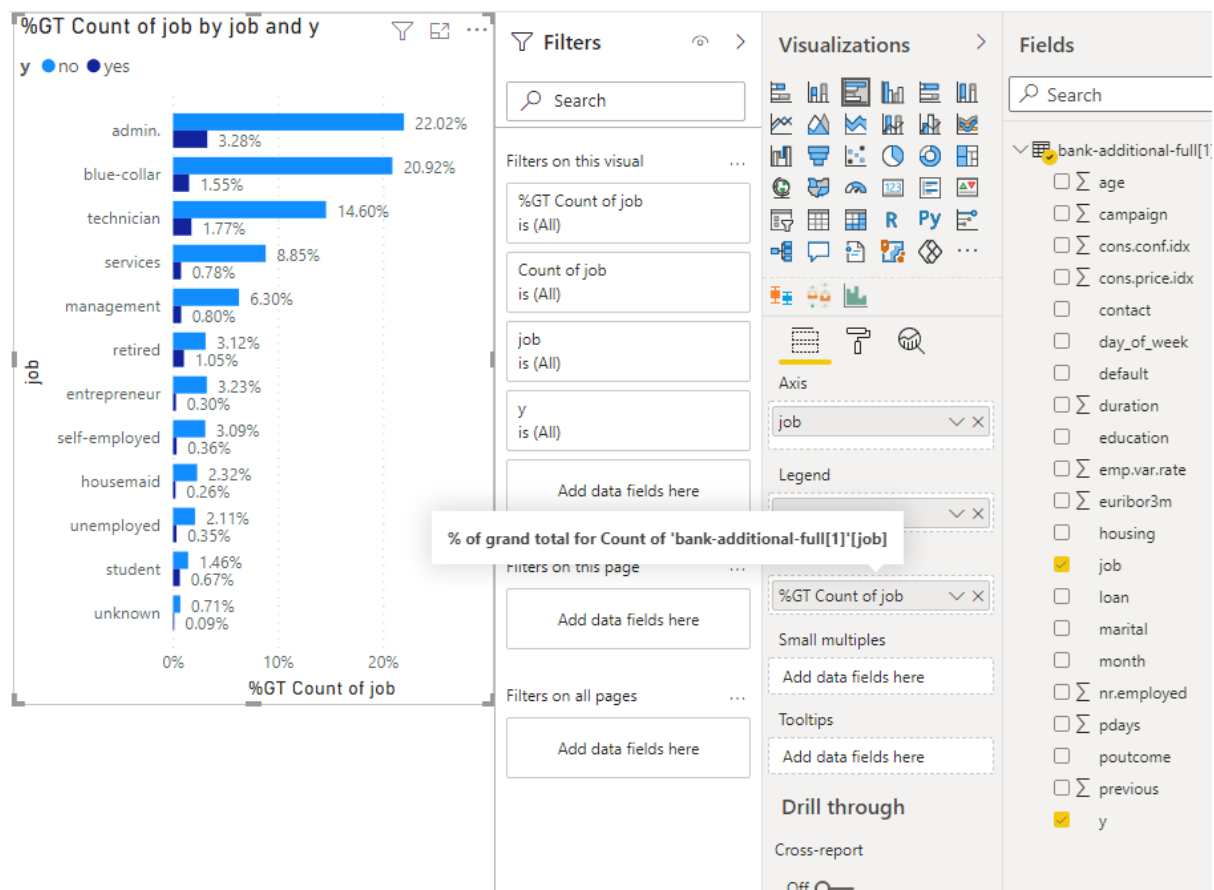 %GT Count of job by job and y
y no yes
admin. 22.02%
3.28%
blue-collar 20.92%
1.55%
technician 14.60%
1.77%
services 8.85%
0.78%
management 6.30%
0.80%
retired 3.12%
1.05%
entrepreneur 3.23%
0.30%
self-employed 3.09%
0.36%
housemaid 2.32%
0.26%
unemployed 2.11%
0.35%
student 1.46%
0.67%
unknown 0.71%
0.09%
job
0% 10% 20%
%GT Count of job
Filters
Search
Filters on this visual ...
%GT Count of job
is (All)
Count of job
is (All)
job
is (All)
y
is (All)
Add data fields here
% of grand total for Count of 'bank-additional-full[1]'[job]
Filters on this page ...
Add data fields here
Filters on all pages ...
Add data fields here
Visualizations
123
R Py
...
Axis
job
Legend
%GT Count of job
Small multiples
Add data fields here
Tooltips
Add data fields here
Drill through
Cross-report
Off
Fields
Search
bank-additional-full[1]
Σ age
Σ campaign
Σ cons.conf.idx
Σ cons.price.idx
contact
day_of_week
default
Σ duration
education
Σ emp.var.rate
Σ euribor3m
housing
job
loan
marital
month
Σ nr.employed
Σ pdays
poutcome
Σ previous
y